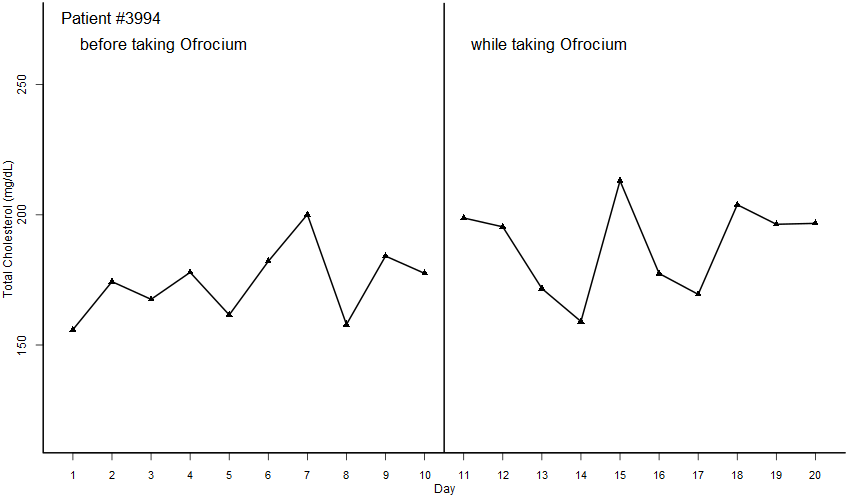 Patient #3994
before taking Ofrocium
while taking Ofrocium
250
200
150
Total Cholesterol (mg/dL)
1 2 3 4 5 6 7 8 9 10 11 12 13 14 15 16 17 18 19 20
Day